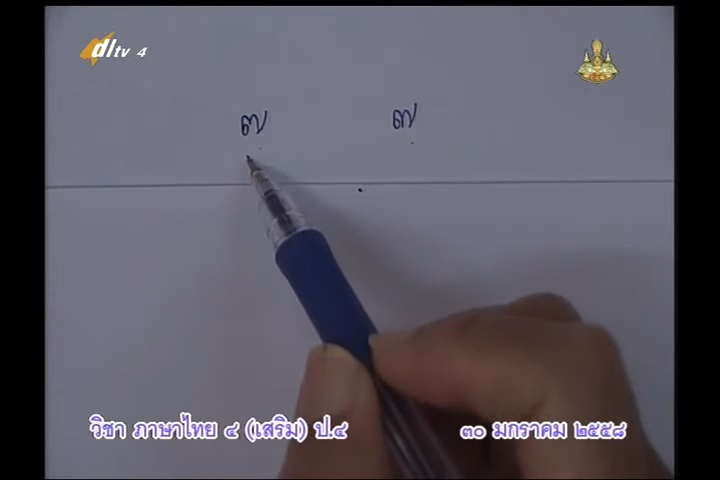 dltv 4
๗ ๗
วิชา ภาษาไทย ๔ (เสริม) ป.๔
๓๐ มกราคม ๒๕๕๘